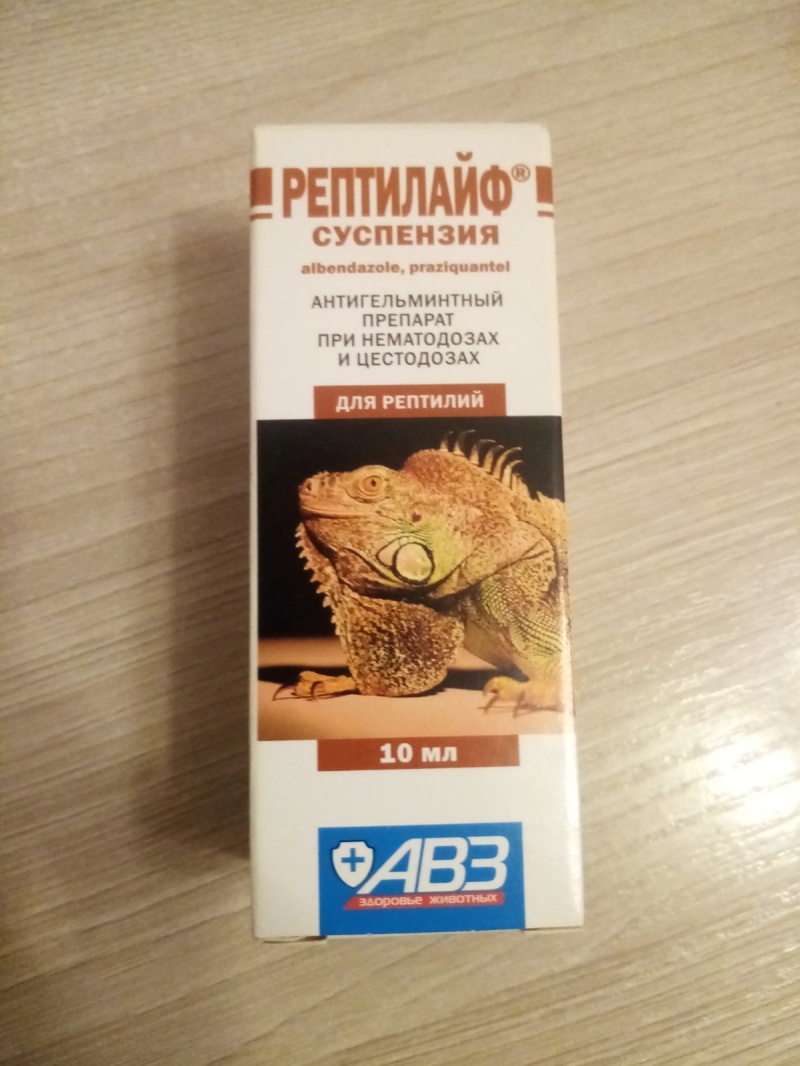 РЕПТИЛАЙФ®
СУСПЕНЗИЯ
albendazole, praziquantel
АНТИГЕЛЬМИНТНЫЙ
ПРЕПАРАТ
ПРИ НЕМАТОДОЗАХ
И ЦЕСТОДОЗАХ
ДЛЯ РЕПТИЛИЙ
10 мл
АВЗ
здоровье животных